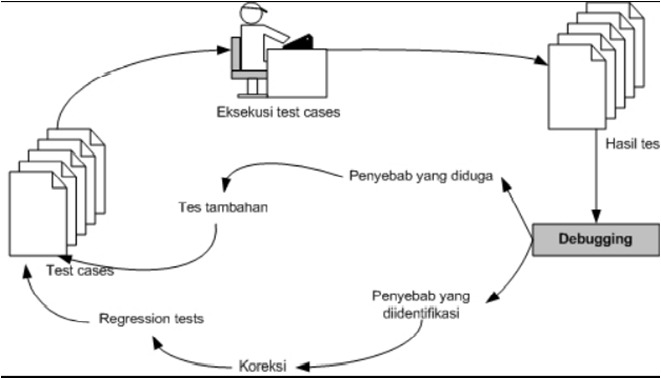 Eksekusi test cases
Hasil tes
Penyebab yang diduga
Tes tambahan
Debugging
Test cases
Penyebab yang
diidentifikasi
Regression tests
Koreksi